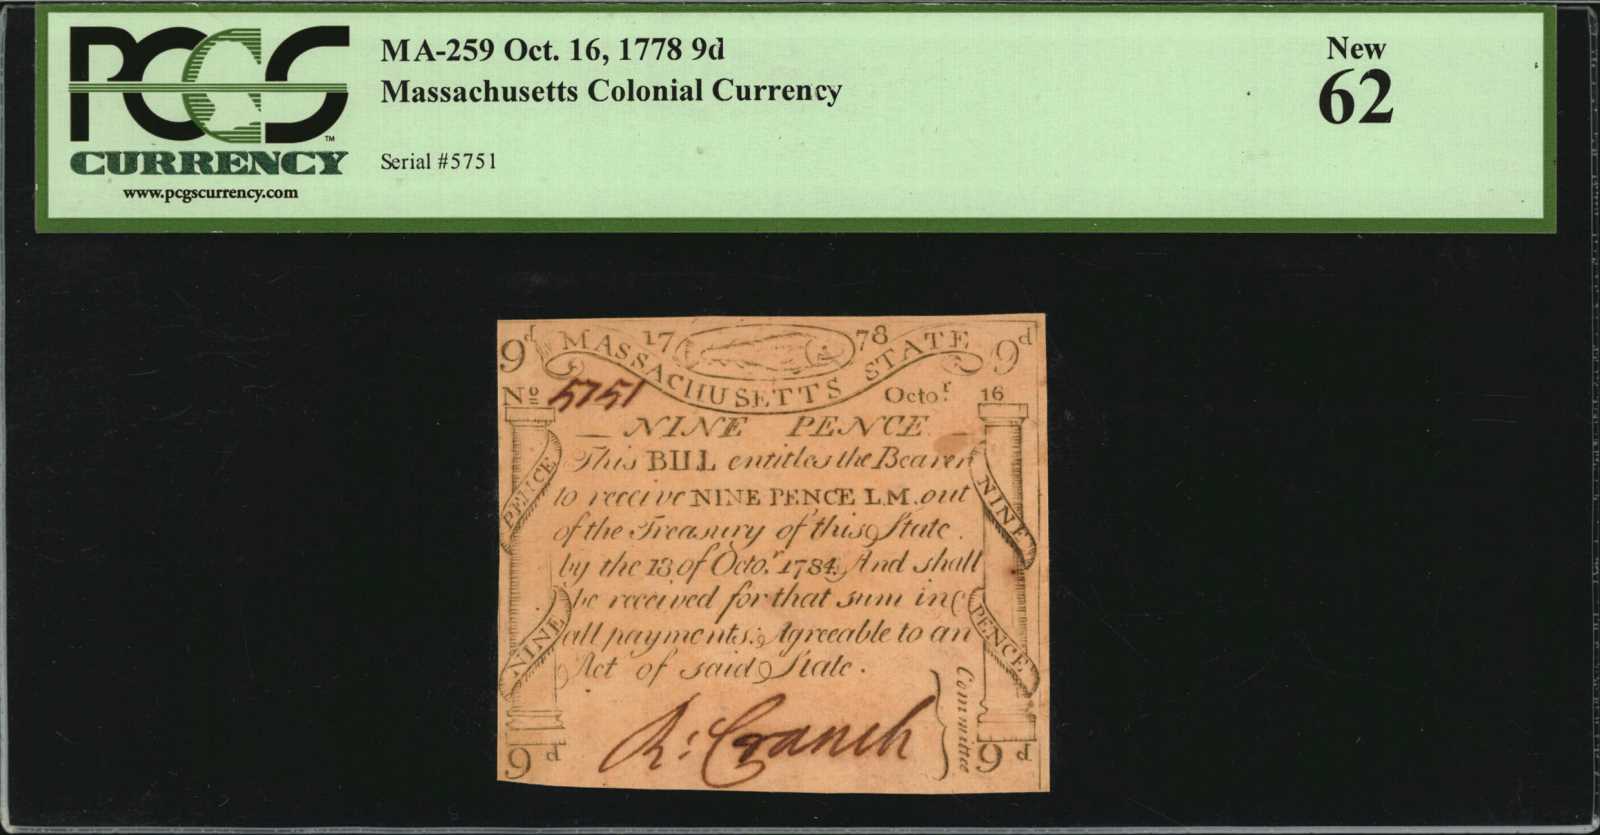 PCGS™
CURRENCY
www.pcgscurrency.com
MA-259 Oct. 16, 1778 9d
Massachusetts Colonial Currency
Serial #5751
New
62
9d 17 78 9d
MASSACHUSETTS STATE
No 5751 Octor. 16
NINE PENCE
This BILL entitles the Bearer
to receive NINE PENCE L.M. out
of the Treasury of this State.
by the 18 of Octor. 1784. And shall
be received for that sum in
all payments. Agreeable to an
Act of said State.
PENCE
NINE
NINE
PENCE
R: Cranch
Committee
9d 9d